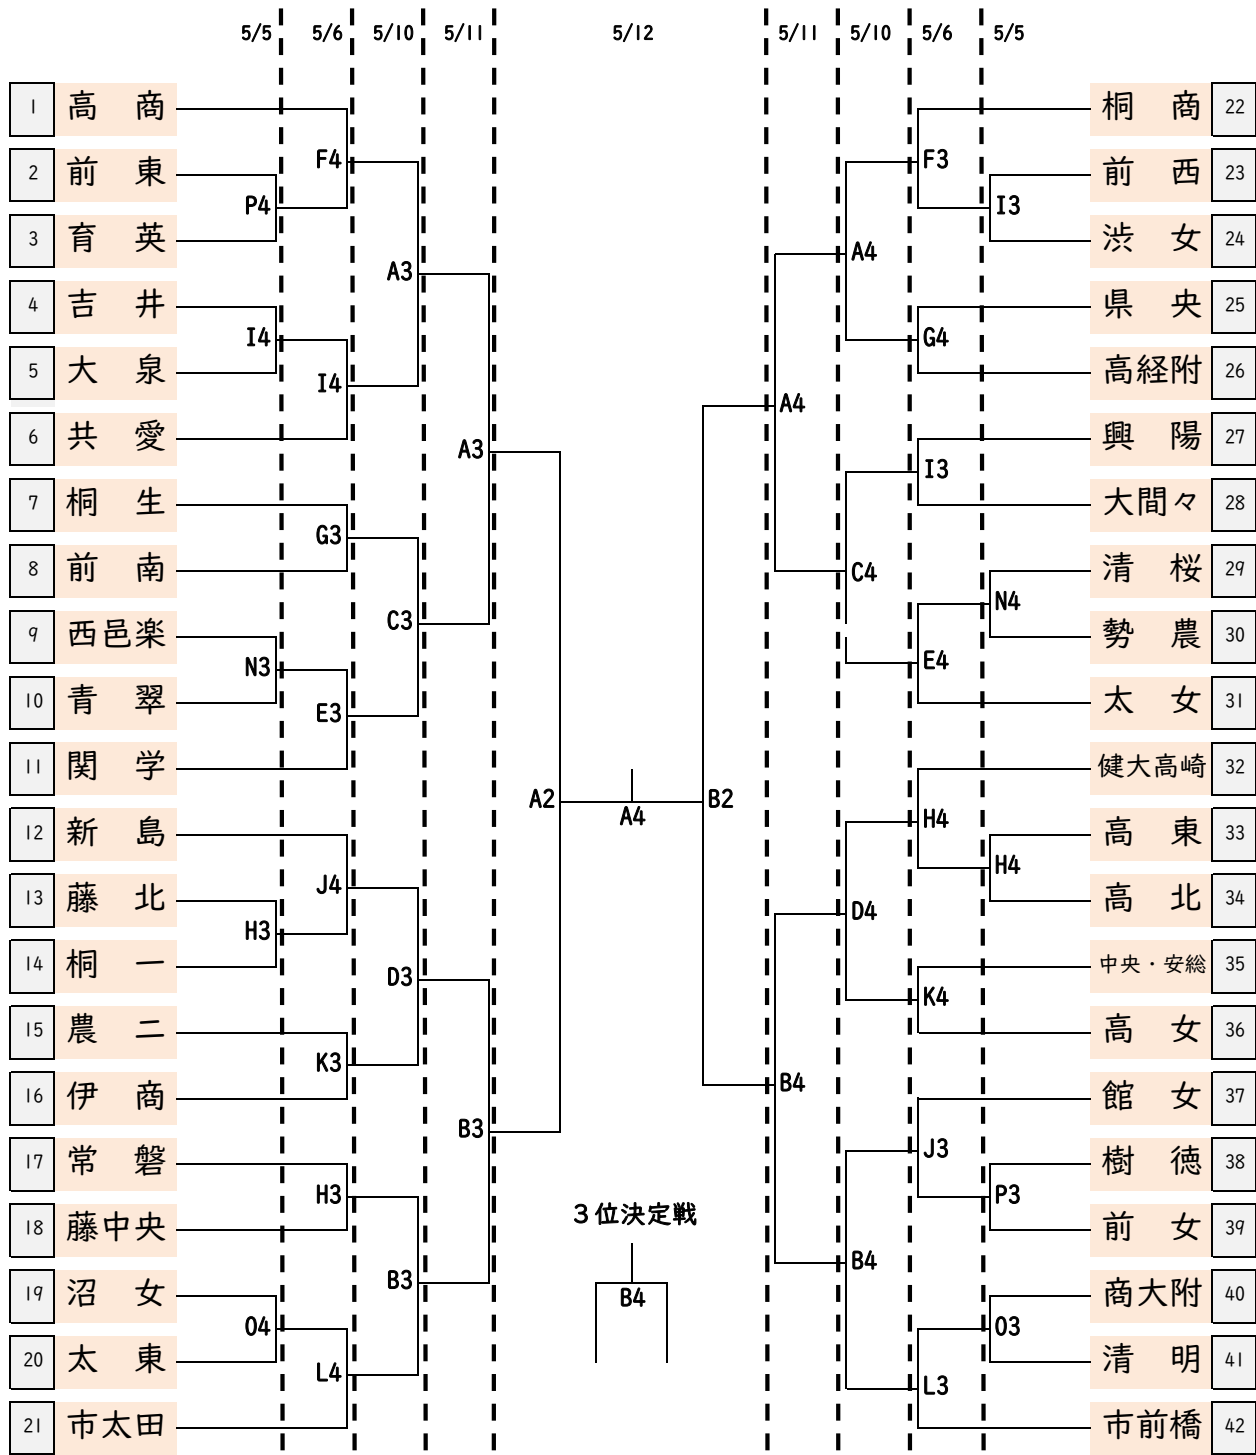 5/5 5/6 5/10 5/11 5/12 5/11 5/10 5/6 5/5
1 高商 桐商 22
F4 F3
2 前東 前西 23
P4 I3
3 育英 渋女 24
A3 A4
4 吉井 県央 25
I4 G4
5 大泉 高経附 26
I4 A4
6 共愛 興陽 27
A3 I3
7 桐生 大間々 28
G3
8 前南 清桜 29
C4
N4
C3
9 西邑楽 勢農 30
N3 E4
10 青翠 太女 31
E3
11 関学 健大高崎 32
A2 A4 B2
H4
12 新島 高東 33
J4 H4
13 藤北 高北 34
H3 D4
14 桐一 中央・安総 35
D3 K4
15 農二 高女 36
K3 B4
16 伊商 館女 37
B3 J3
17 常磐 樹徳 38
H3 P3
18 藤中央 3位決定戦 前女 39
B3 B4
19 沼女 B4 商大附 40
O4 O3
20 太東 清明 41
L4 L3
21 市太田 市前橋 42